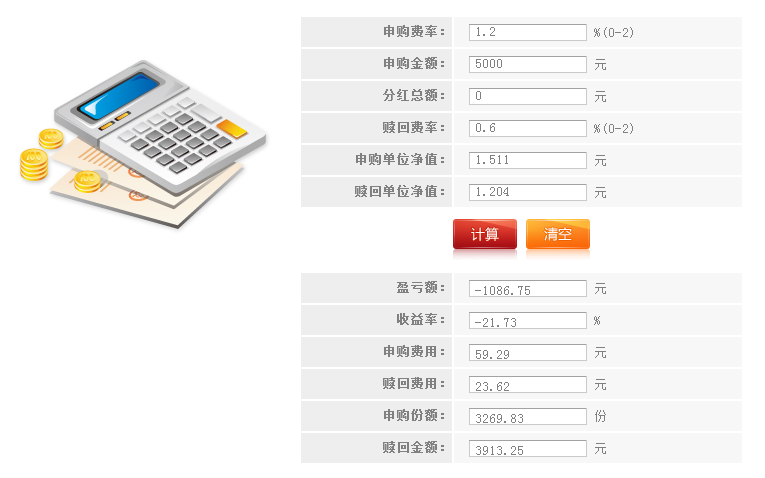 申购费率： 1.2 %(0-2)
申购金额： 5000 元
分红总额： 0 元
赎回费率： 0.6 %(0-2)
申购单位净值： 1.511 元
赎回单位净值： 1.204 元
计算 清空
盈亏额： -1086.75 元
收益率： -21.73 %
申购费用： 59.29 元
赎回费用： 23.62 元
申购份额： 3269.83 份
赎回金额： 3913.25 元